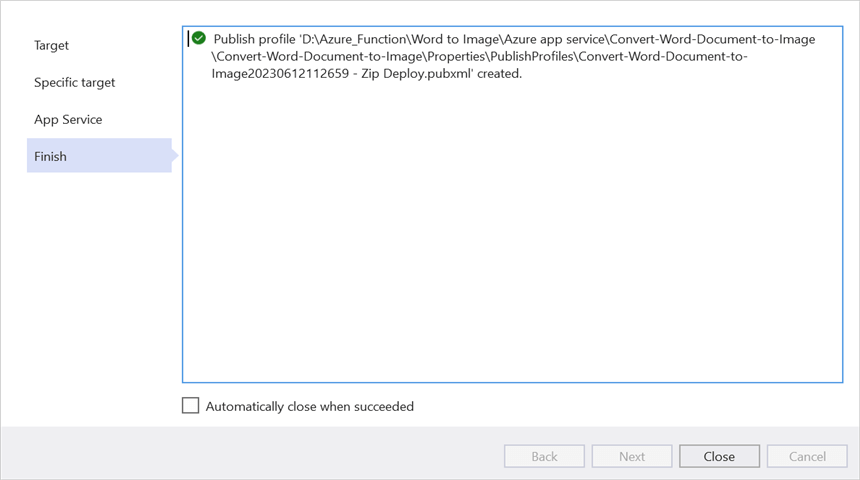 Target
Specific target
App Service
Finish
Publish profile 'D:\Azure_Function\Word to Image\Azure app service\Convert-Word-Document-to-Image
\Convert-Word-Document-to-Image\Properties\PublishProfiles\Convert-Word-Document-to-
Image20230612112659 - Zip Deploy.pubxml' created.
Automatically close when succeeded
Back
Next
Close
Cancel